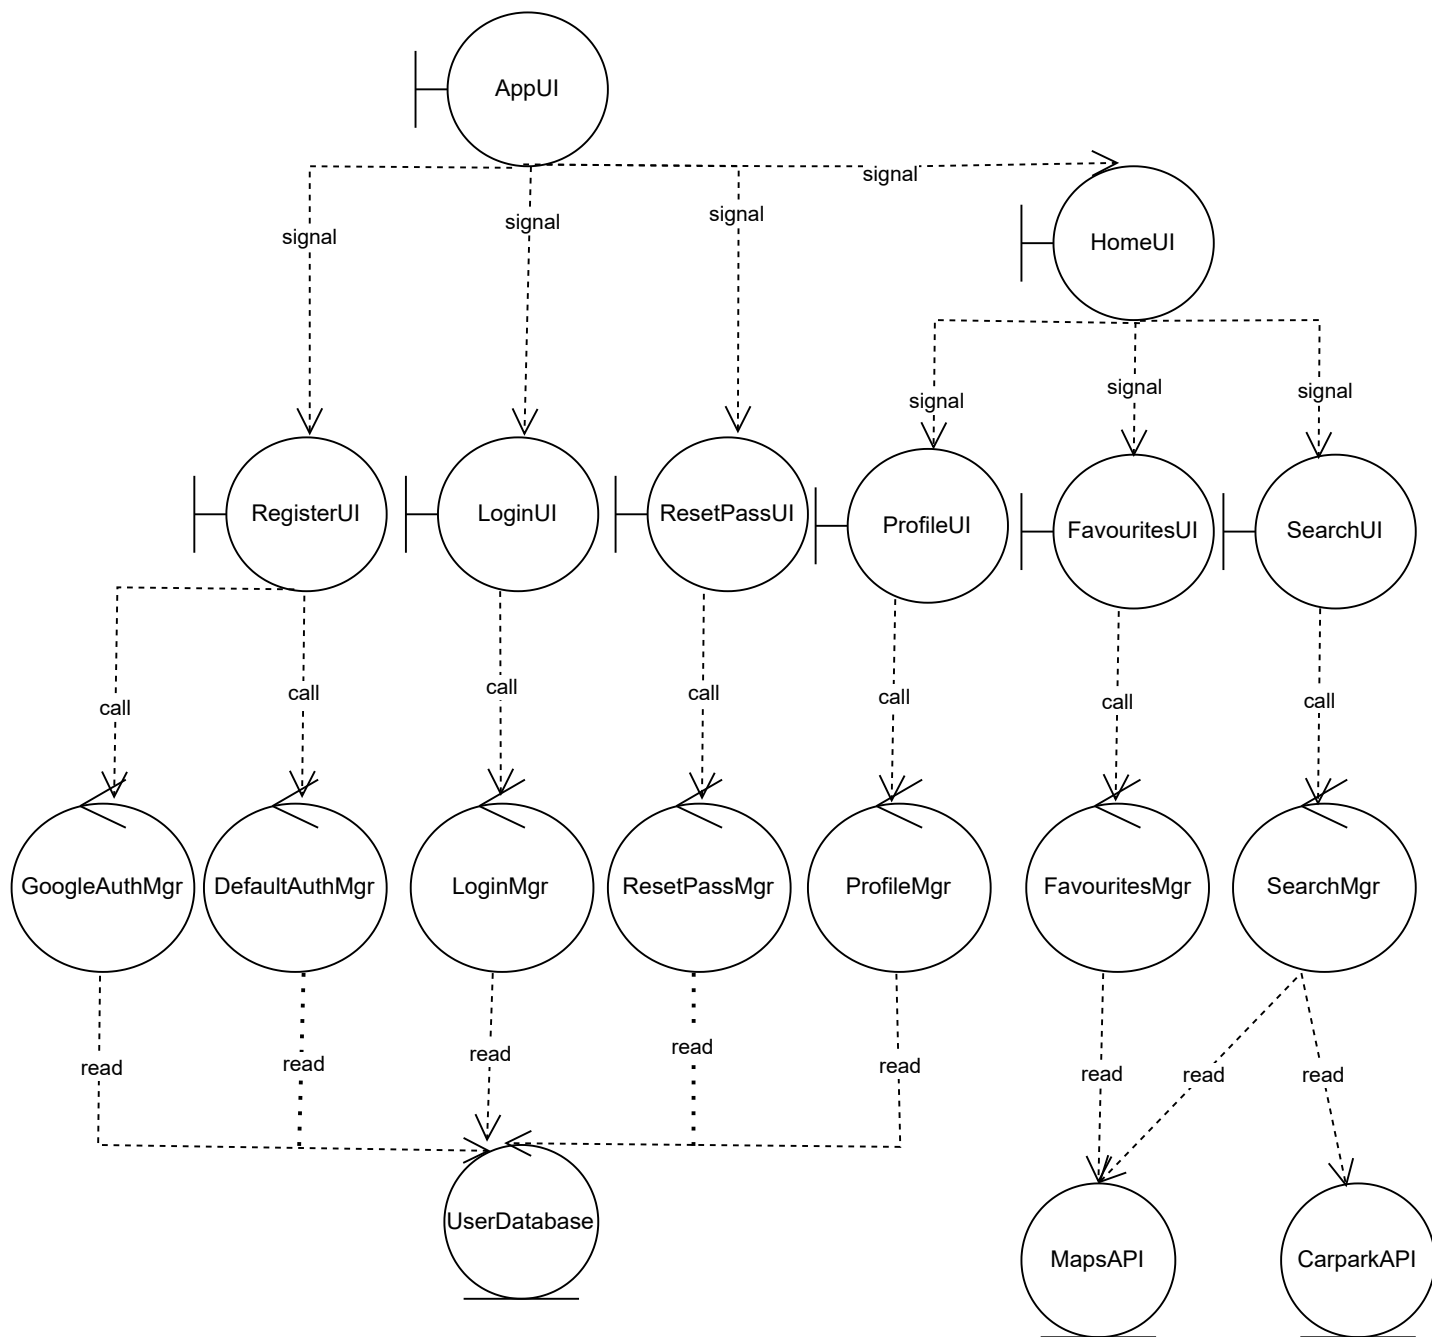 AppUI
signal
HomeUI
signal
signal
signal
signal
signal
signal
RegisterUI
LoginUI
ResetPassUI
ProfileUI
FavouritesUI
SearchUI
call
call
call
call
call
call
call
GoogleAuthMgr
DefaultAuthMgr
LoginMgr
ResetPassMgr
ProfileMgr
FavouritesMgr
SearchMgr
read
read
read
read
read
read
read
read
UserDatabase
MapsAPI
CarparkAPI